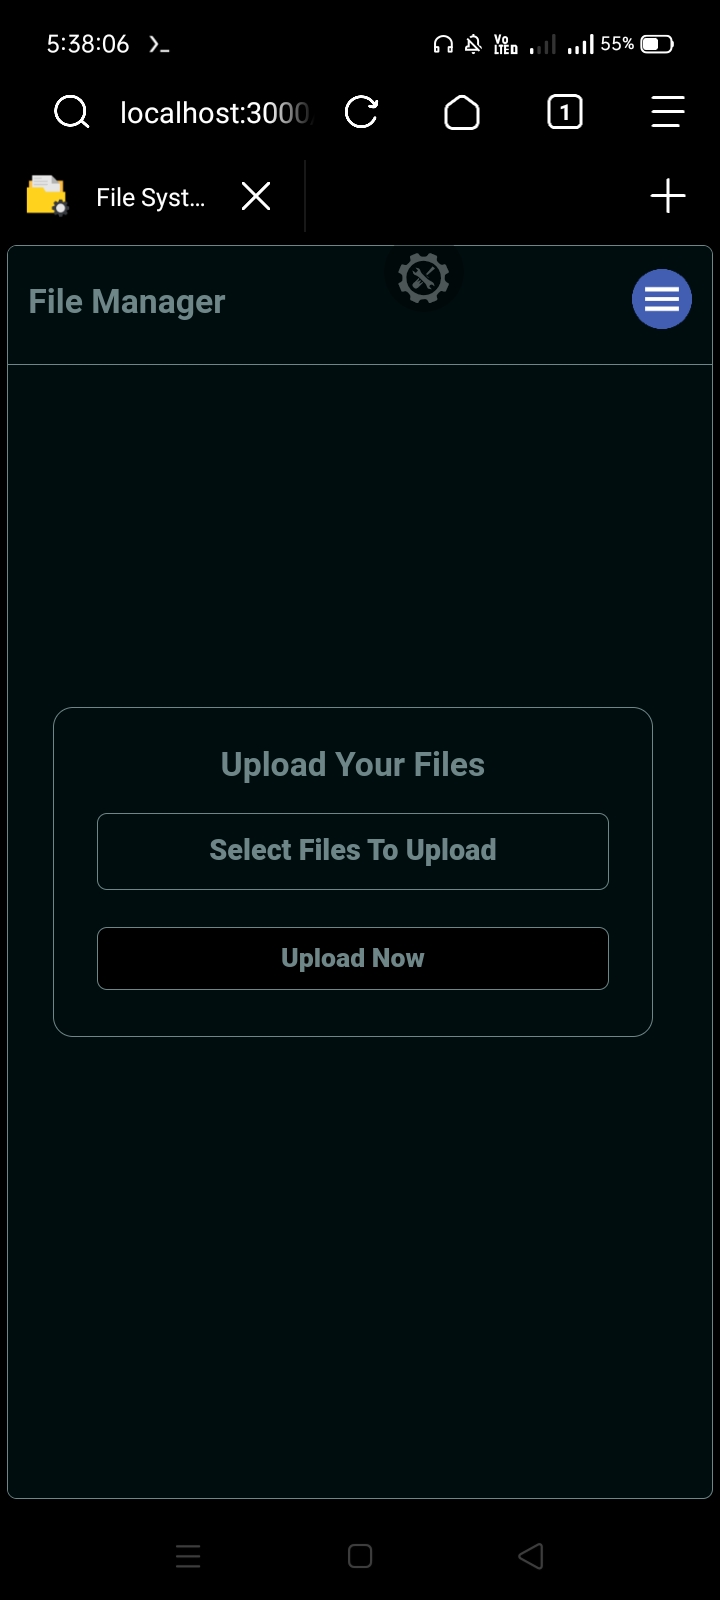 5:38:06
Vo LTE D
55%
localhost:3000
1
File Syst...
File Manager
Upload Your Files
Select Files To Upload
Upload Now